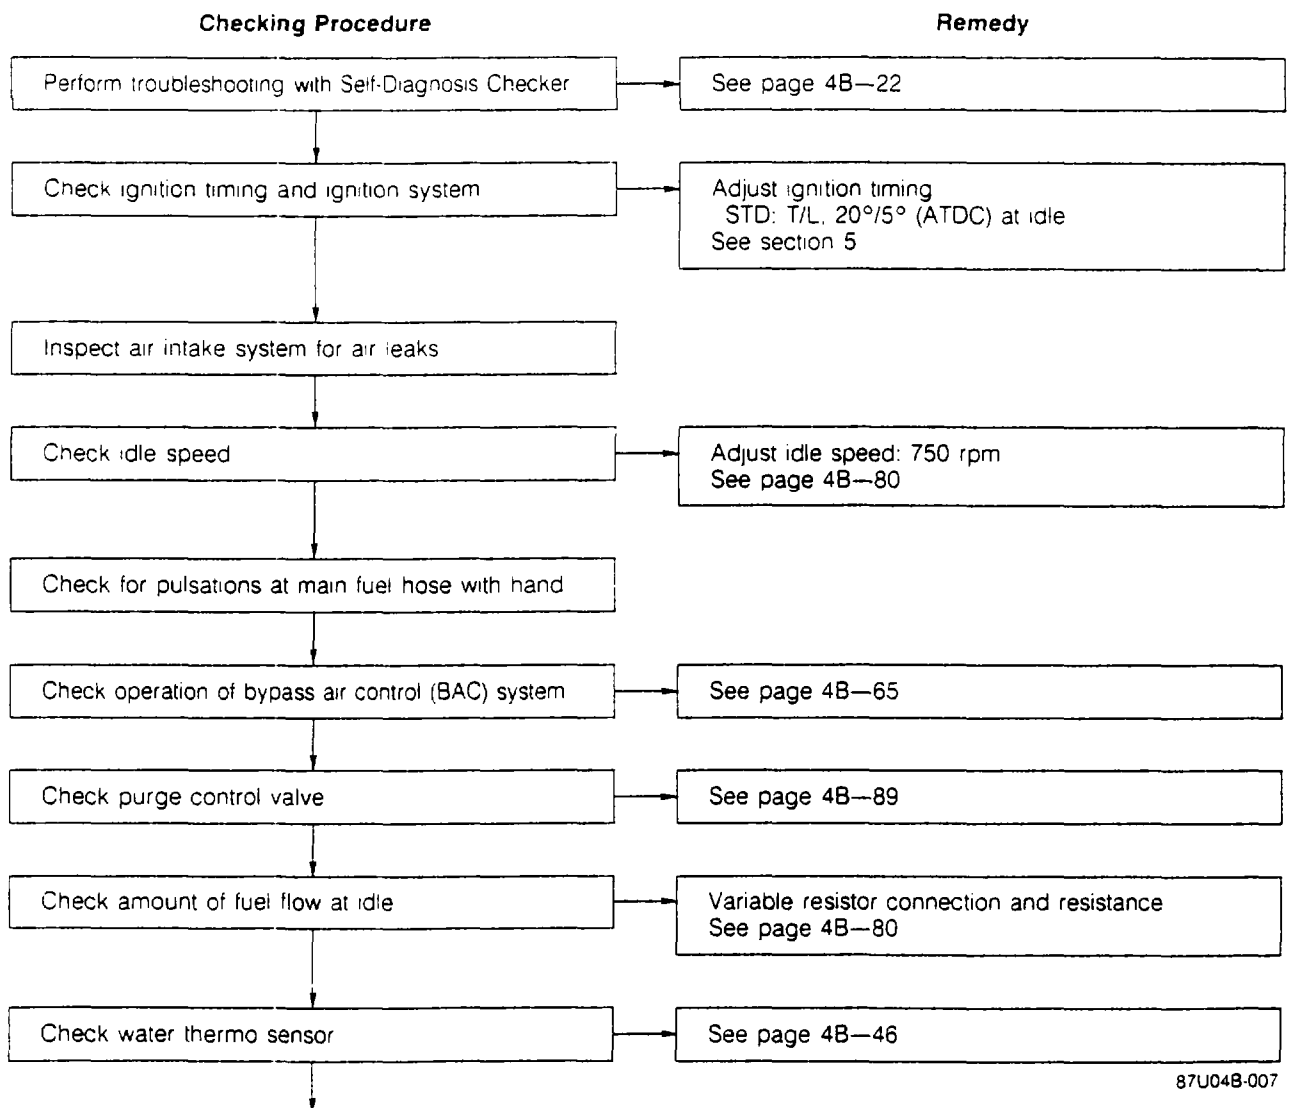 Checking Procedure
Remedy
Perform troubleshooting with Self-Diagnosis Checker
See page 4B—22
Check ignition timing and ignition system
Adjust ignition timing
STD: T/L, 20°/5° (ATDC) at idle
See section 5
Inspect air intake system for air leaks
Check idle speed
Adjust idle speed: 750 rpm
See page 4B—80
Check for pulsations at main fuel hose with hand
Check operation of bypass air control (BAC) system
See page 4B—65
Check purge control valve
See page 4B—89
Check amount of fuel flow at idle
Variable resistor connection and resistance
See page 4B—80
Check water thermo sensor
See page 4B—46
87U04B-007